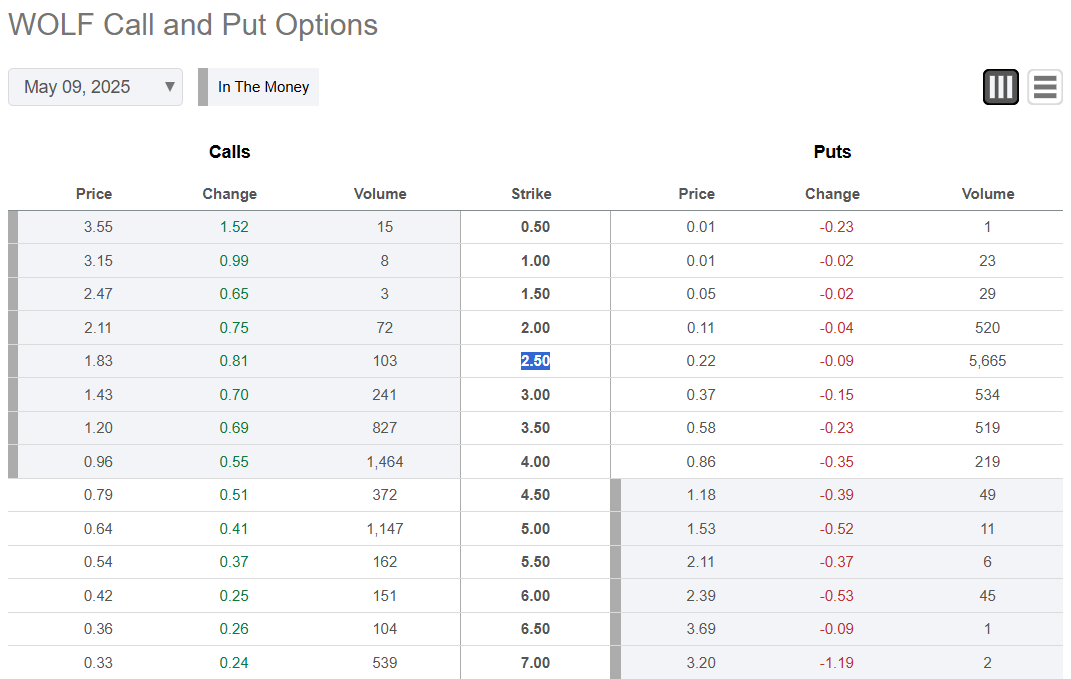 WOLF Call and Put Options
May 09, 2025 ▼ In The Money
Calls Puts
Price Change Volume Strike Price Change Volume
3.55 1.52 15 0.50 0.01 -0.23 1
3.15 0.99 8 1.00 0.01 -0.02 23
2.47 0.65 3 1.50 0.05 -0.02 29
2.11 0.75 72 2.00 0.11 -0.04 520
1.83 0.81 103 2.50 0.22 -0.09 5,665
1.43 0.70 241 3.00 0.37 -0.15 534
1.20 0.69 827 3.50 0.58 -0.23 519
0.96 0.55 1,464 4.00 0.86 -0.35 219
0.79 0.51 372 4.50 1.18 -0.39 49
0.64 0.41 1,147 5.00 1.53 -0.52 11
0.54 0.37 162 5.50 2.11 -0.37 6
0.42 0.25 151 6.00 2.39 -0.53 45
0.36 0.26 104 6.50 3.69 -0.09 1
0.33 0.24 539 7.00 3.20 -1.19 2